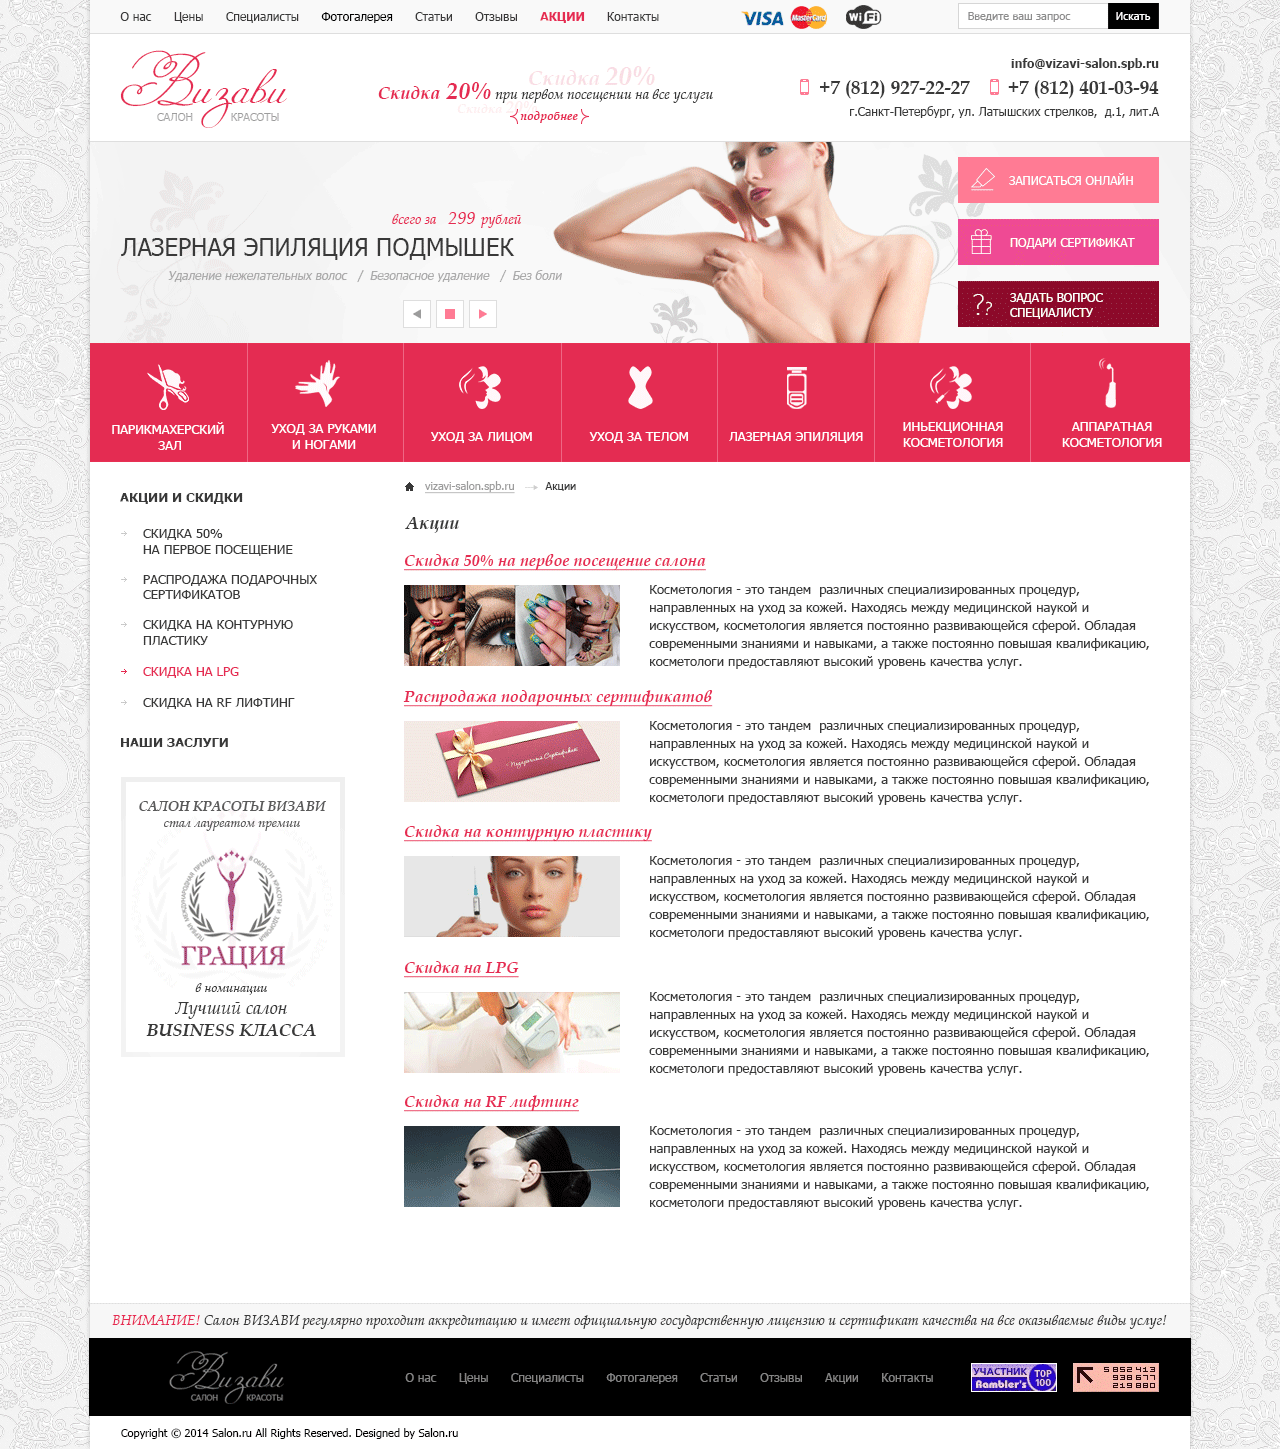 О нас Цены Специалисты Фотогалерея Статьи Отзывы АКЦИИ Контакты VISA MasterCard Wi Fi Введите ваш запрос Искать
Визави
САЛОН КРАСОТЫ
Скидка 20%
Скидка 20% при первом посещении на все услуги
подробнее
info@vizavi-salon.spb.ru
+7 (812) 927-22-27 +7 (812) 401-03-94
г.Санкт-Петербург, ул. Латышских стрелков, д.1, лит.А
всего за 299 рублей
ЛАЗЕРНАЯ ЭПИЛЯЦИЯ ПОДМЫШЕК
Удаление нежелательных волос / Безопасное удаление / Без боли
ЗАПИСАТЬСЯ ОНЛАЙН
ПОДАРИ СЕРТИФИКАТ
ЗАДАТЬ ВОПРОС
СПЕЦИАЛИСТУ
ПАРИКМАХЕРСКИЙ
ЗАЛ
УХОД ЗА РУКАМИ
И НОГАМИ
УХОД ЗА ЛИЦОМ
УХОД ЗА ТЕЛОМ
ЛАЗЕРНАЯ ЭПИЛЯЦИЯ
ИНЬЕКЦИОННАЯ
КОСМЕТОЛОГИЯ
АППАРАТНАЯ
КОСМЕТОЛОГИЯ
АКЦИИ И СКИДКИ
СКИДКА 50%
НА ПЕРВОЕ ПОСЕЩЕНИЕ
РАСПРОДАЖА ПОДАРОЧНЫХ
СЕРТИФИКАТОВ
СКИДКА НА КОНТУРНУЮ
ПЛАСТИКУ
СКИДКА НА LPG
СКИДКА НА RF ЛИФТИНГ
НАШИ ЗАСЛУГИ
САЛОН КРАСОТЫ ВИЗАВИ
стал лауреатом премии
ПЕРВАЯ МЕЖДУНАРОДНАЯ ПРЕМИЯ В ОБЛАСТИ КРАСОТЫ И ЗДОРОВЬЯ
ГРАЦИЯ
в номинации
Лучший салон
BUSINESS КЛАССА
vizavi-salon.spb.ru Акции
Акции
Скидка 50% на первое посещение салона
Косметология - это тандем различных специализированных процедур,
направленных на уход за кожей. Находясь между медицинской наукой и
искусством, косметология является постоянно развивающейся сферой. Обладая
современными знаниями и навыками, а также постоянно повышая квалификацию,
косметологи предоставляют высокий уровень качества услуг.
Распродажа подарочных сертификатов
Подарочный Сертификат
Косметология - это тандем различных специализированных процедур,
направленных на уход за кожей. Находясь между медицинской наукой и
искусством, косметология является постоянно развивающейся сферой. Обладая
современными знаниями и навыками, а также постоянно повышая квалификацию,
косметологи предоставляют высокий уровень качества услуг.
Скидка на контурную пластику
Косметология - это тандем различных специализированных процедур,
направленных на уход за кожей. Находясь между медицинской наукой и
искусством, косметология является постоянно развивающейся сферой. Обладая
современными знаниями и навыками, а также постоянно повышая квалификацию,
косметологи предоставляют высокий уровень качества услуг.
Скидка на LPG
Косметология - это тандем различных специализированных процедур,
направленных на уход за кожей. Находясь между медицинской наукой и
искусством, косметология является постоянно развивающейся сферой. Обладая
современными знаниями и навыками, а также постоянно повышая квалификацию,
косметологи предоставляют высокий уровень качества услуг.
Скидка на RF лифтинг
Косметология - это тандем различных специализированных процедур,
направленных на уход за кожей. Находясь между медицинской наукой и
искусством, косметология является постоянно развивающейся сферой. Обладая
современными знаниями и навыками, а также постоянно повышая квалификацию,
косметологи предоставляют высокий уровень качества услуг.
ВНИМАНИЕ! Салон ВИЗАВИ регулярно проходит аккредитацию и имеет официальную государственную лицензию и сертификат качества на все оказываемые виды услуг!
Визави
САЛОН КРАСОТЫ
О нас Цены Специалисты Фотогалерея Статьи Отзывы Акции Контакты
УЧАСТНИК
Rambler's
TOP
100
5 852 413
938 677
219 880
Copyright © 2014 Salon.ru All Rights Reserved. Designed by Salon.ru